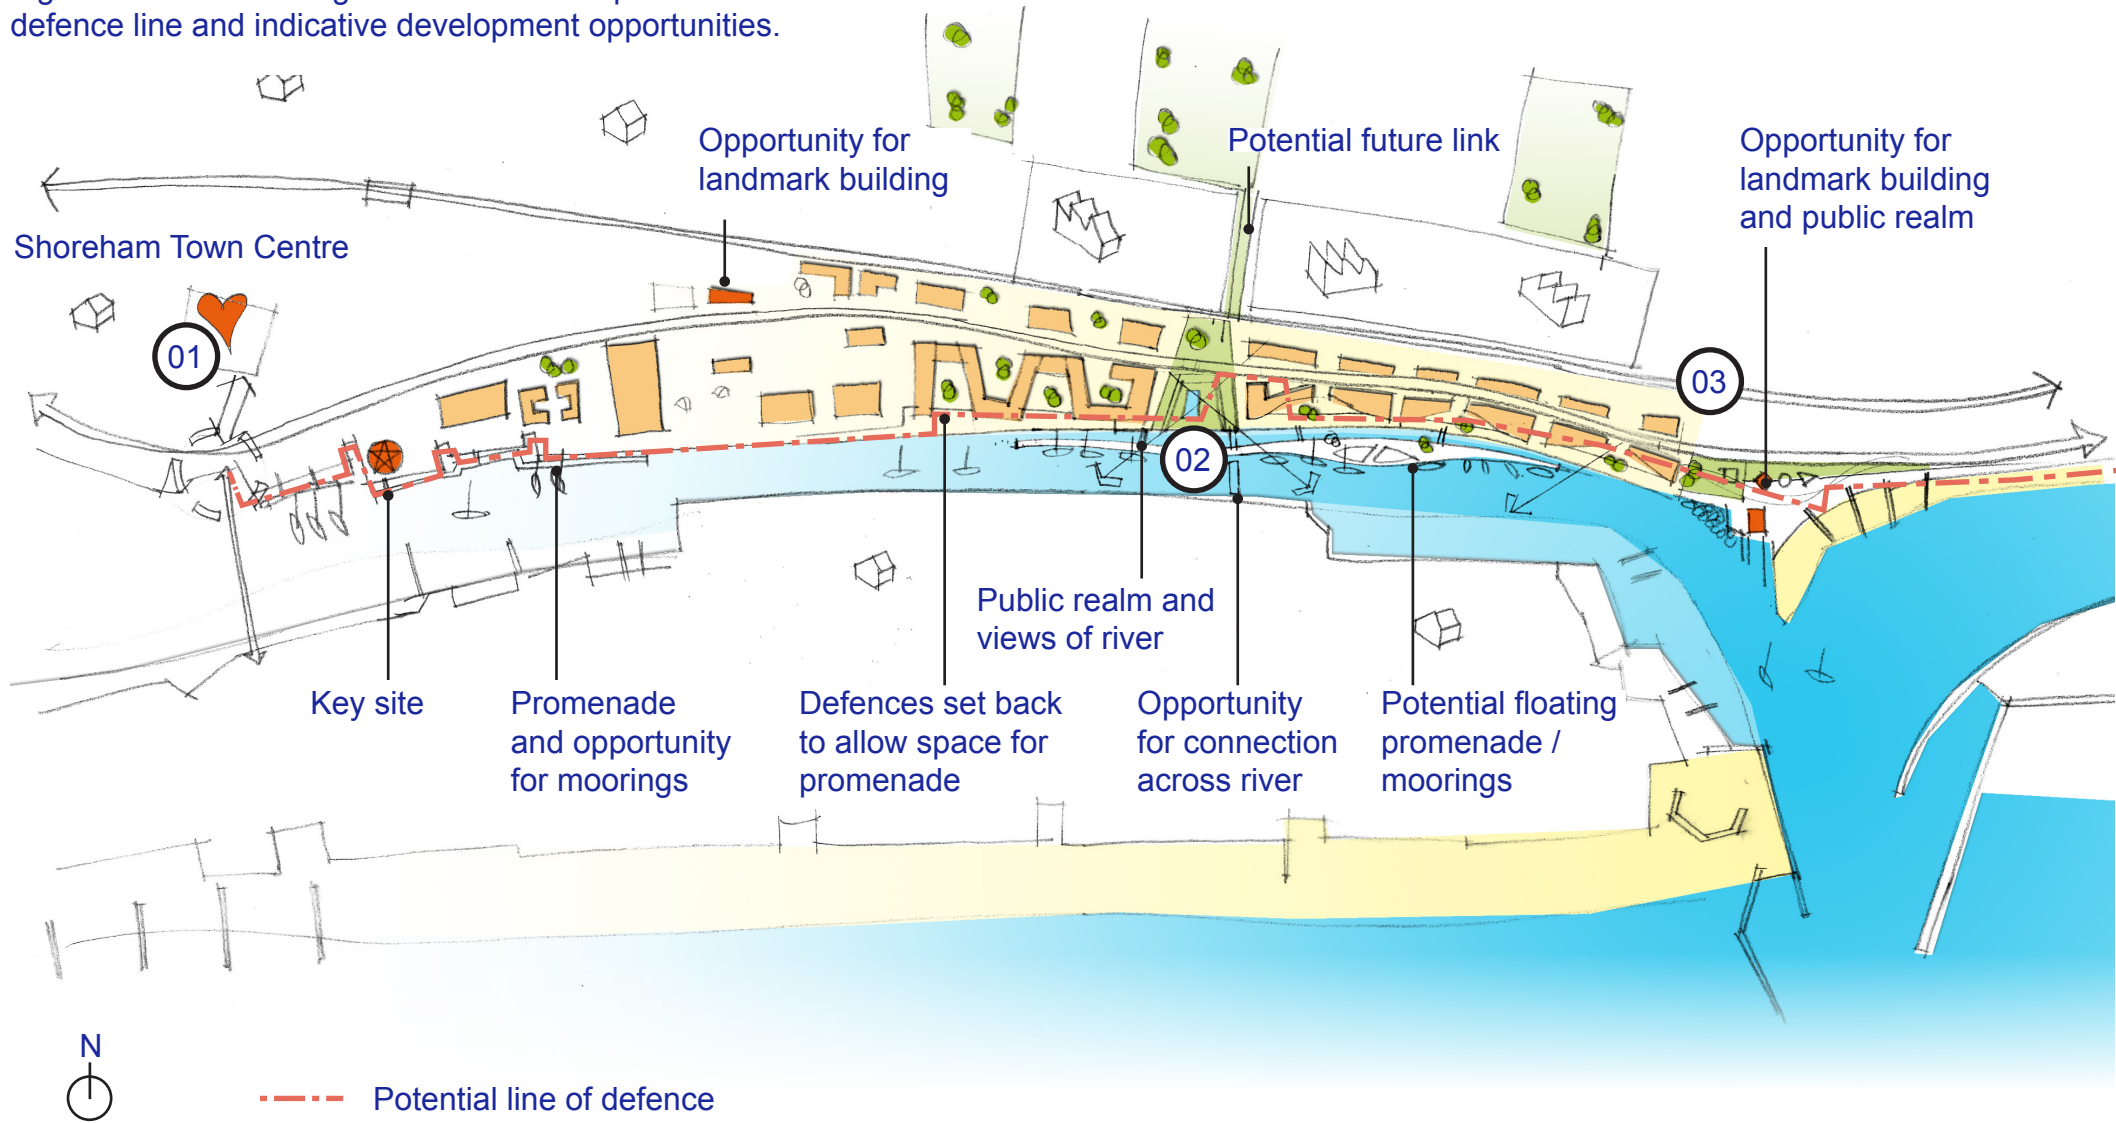 defence line and indicative development opportunities.
Opportunity for
landmark building
Potential future link
Opportunity for
landmark building
and public realm
Shoreham Town Centre
01
03
02
Public realm and
views of river
Key site
Promenade
and opportunity
for moorings
Defences set back
to allow space for
promenade
Opportunity
for connection
across river
Potential floating
promenade /
moorings
N
Potential line of defence